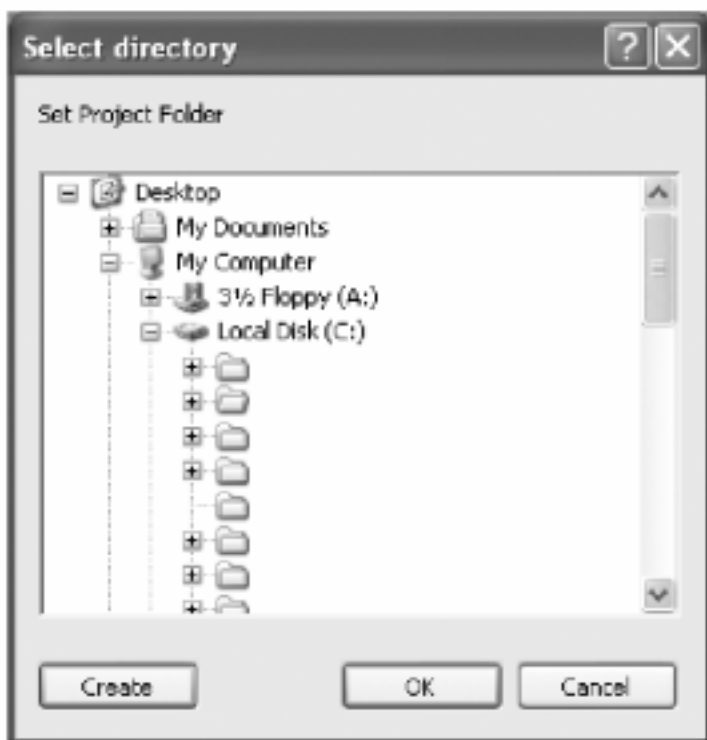 Select directory
Set Project Folder
Desktop
My Documents
My Computer
3½ Floppy (A:)
Local Disk (C:)
Create OK Cancel